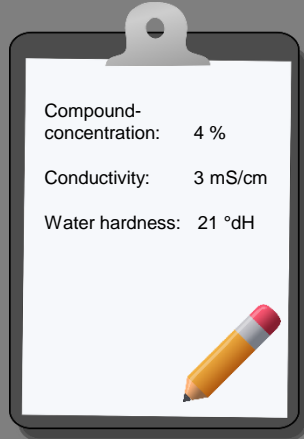 Compound-
concentration: 4 %
Conductivity: 3 mS/cm
Water hardness: 21 °dH